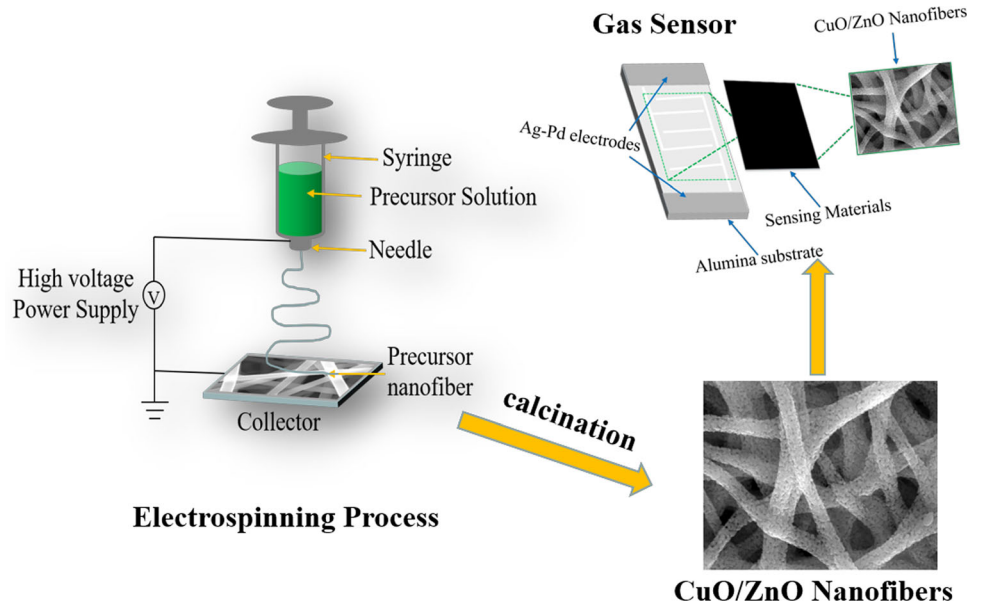 Gas Sensor
CuO/ZnO Nanofibers
Ag-Pd electrodes
Sensing Materials
Alumina substrate
Syringe
Precursor Solution
Needle
High voltage
Power Supply
V
Precursor
nanofiber
Collector
calcination
Electrospinning Process
CuO/ZnO Nanofibers